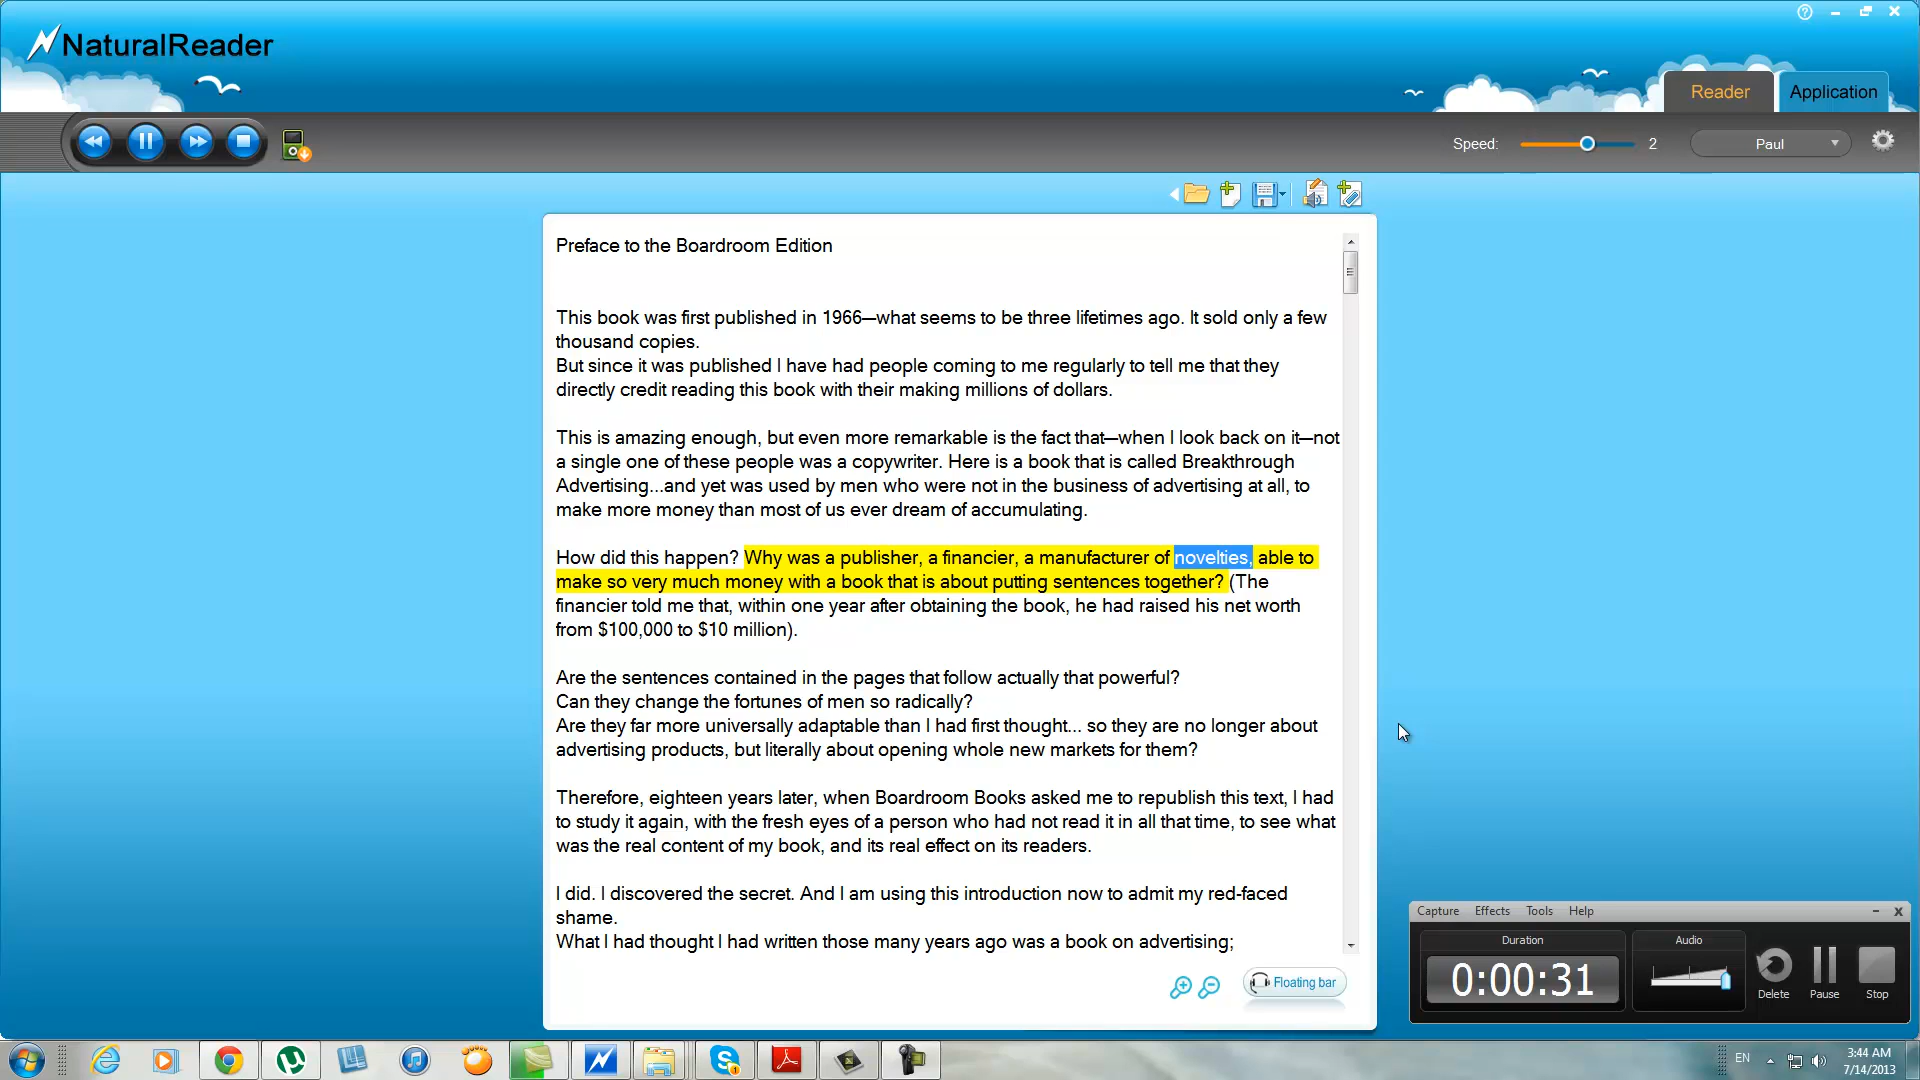 NaturalReader
Reader
Application
Speed:
2
Paul
Preface to the Boardroom Edition
This book was first published in 1966—what seems to be three lifetimes ago. It sold only a few
thousand copies.
But since it was published I have had people coming to me regularly to tell me that they
directly credit reading this book with their making millions of dollars.
This is amazing enough, but even more remarkable is the fact that—when I look back on it—not
a single one of these people was a copywriter. Here is a book that is called Breakthrough
Advertising...and yet was used by men who were not in the business of advertising at all, to
make more money than most of us ever dream of accumulating.
How did this happen? Why was a publisher, a financier, a manufacturer of novelties, able to
make so very much money with a book that is about putting sentences together? (The
financier told me that, within one year after obtaining the book, he had raised his net worth
from $100,000 to $10 million).
Are the sentences contained in the pages that follow actually that powerful?
Can they change the fortunes of men so radically?
Are they far more universally adaptable than I had first thought... so they are no longer about
advertising products, but literally about opening whole new markets for them?
Therefore, eighteen years later, when Boardroom Books asked me to republish this text, I had
to study it again, with the fresh eyes of a person who had not read it in all that time, to see what
was the real content of my book, and its real effect on its readers.
I did. I discovered the secret. And I am using this introduction now to admit my red-faced
shame.
What I had thought I had written those many years ago was a book on advertising;
Floating bar
Capture Effects Tools Help
Duration
Audio
0:00:31
Delete
Pause
Stop
EN
3:44 AM
7/14/2013